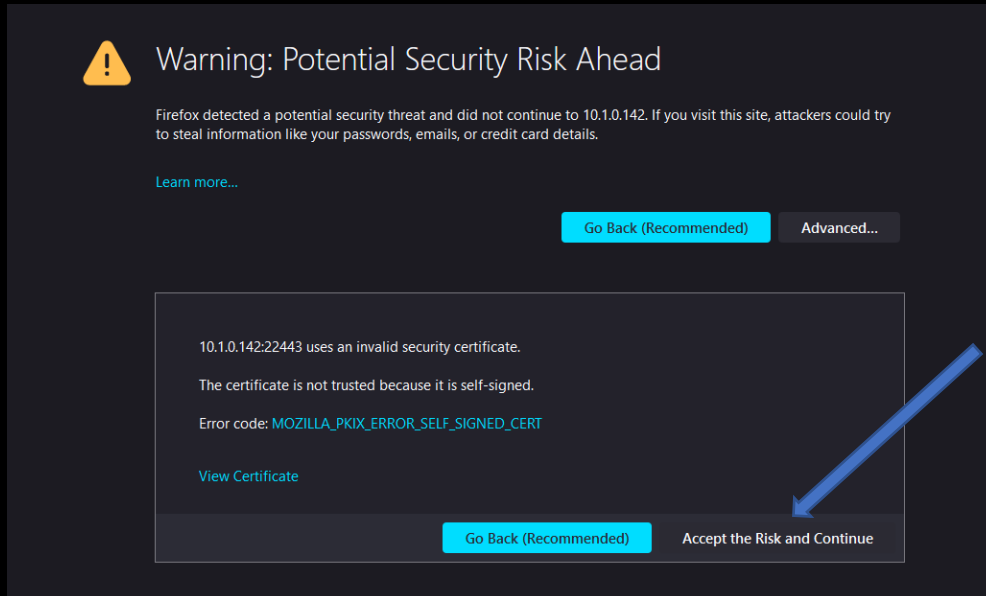 Warning: Potential Security Risk Ahead
Firefox detected a potential security threat and did not continue to 10.1.0.142. If you visit this site, attackers could try
to steal information like your passwords, emails, or credit card details.
Learn more...
Go Back (Recommended)
Advanced...
10.1.0.142:22443 uses an invalid security certificate.
The certificate is not trusted because it is self-signed.
Error code: MOZILLA_PKIX_ERROR_SELF_SIGNED_CERT
View Certificate
Go Back (Recommended)
Accept the Risk and Continue